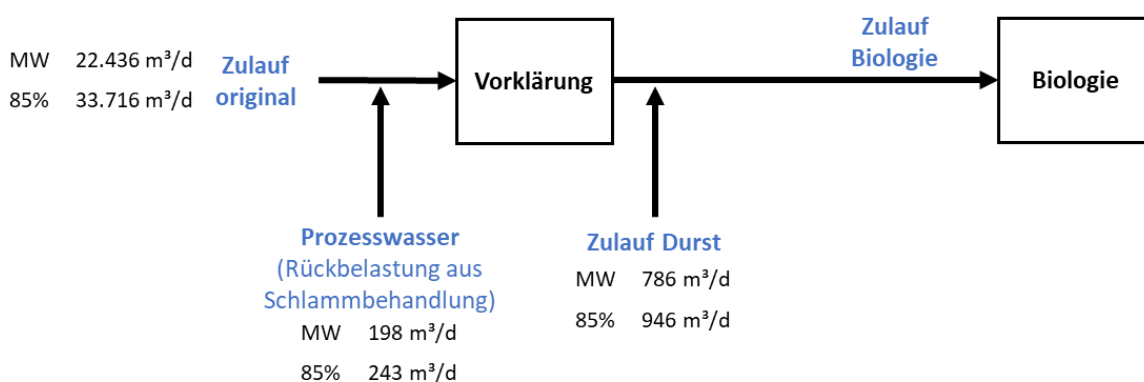 MW 22.436 m³/d
85% 33.716 m³/d
Zulauf
original
Vorklärung
Zulauf
Biologie
Biologie
Prozesswasser
(Rückbelastung aus
Schlammbehandlung)
MW 198 m³/d
85% 243 m³/d
Zulauf Durst
MW 786 m³/d
85% 946 m³/d